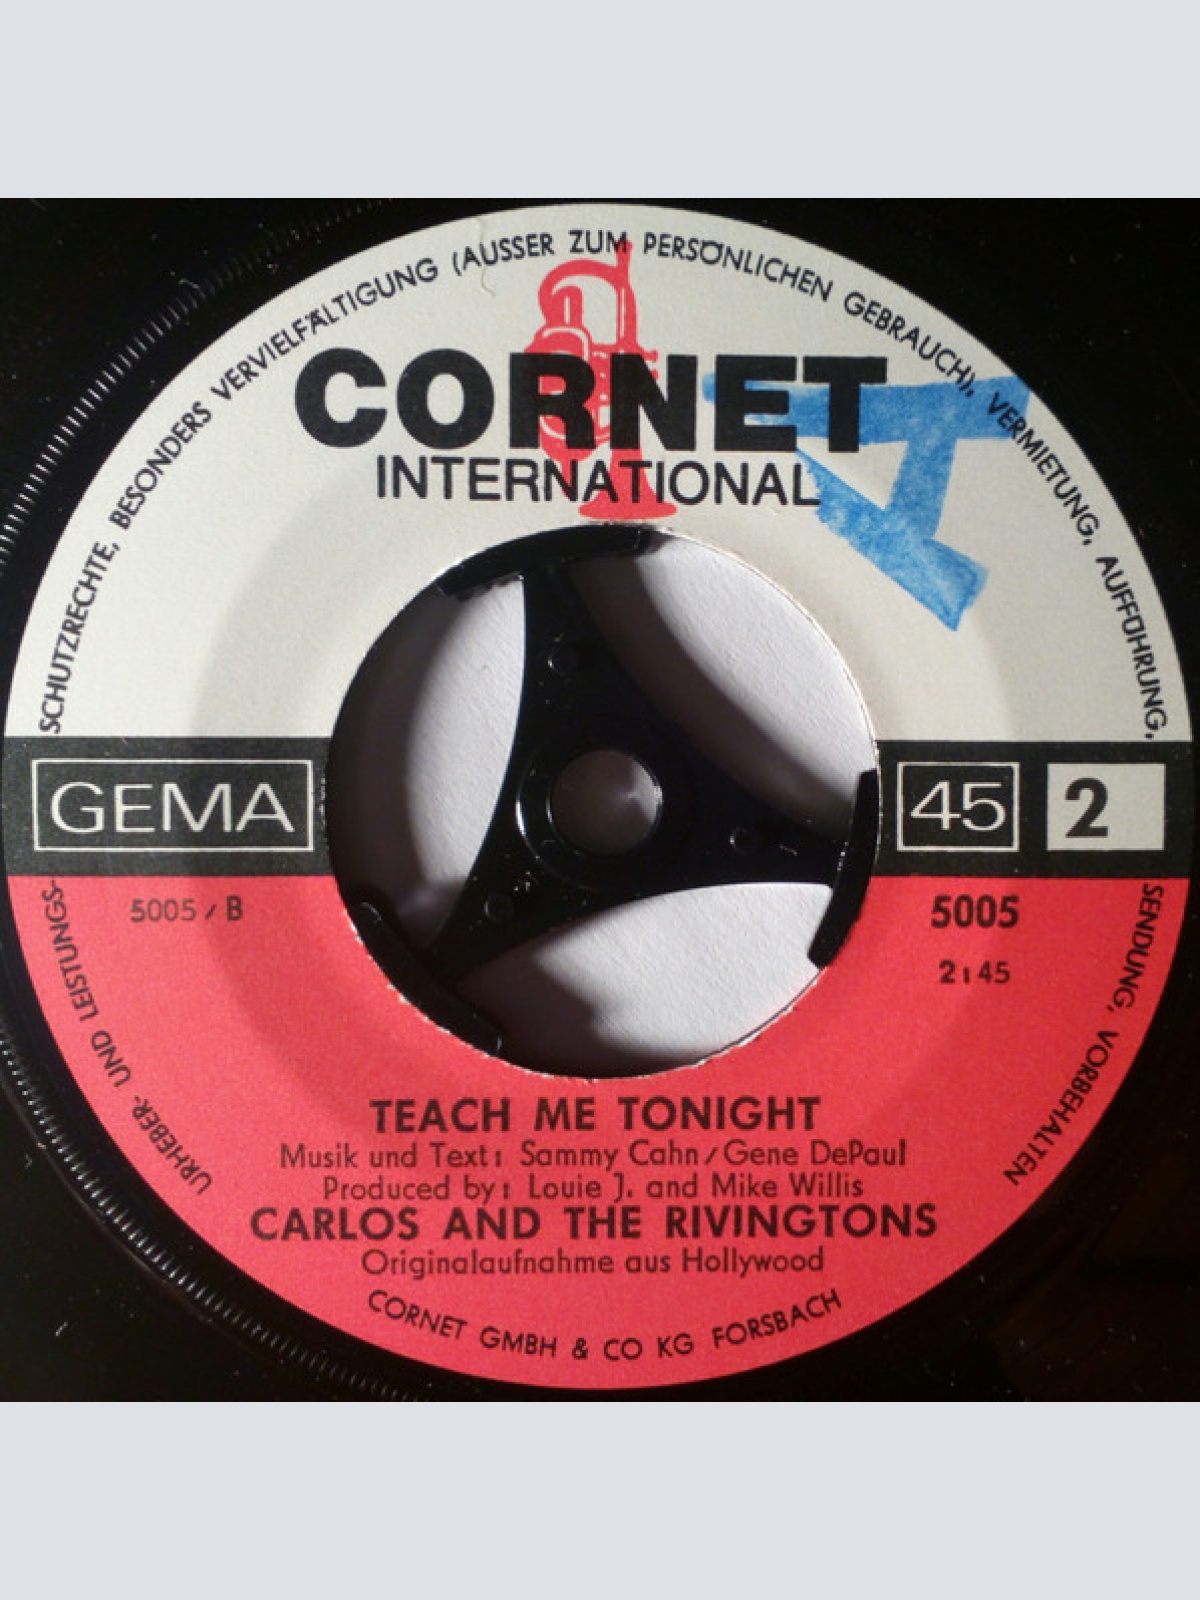 URHEBER- UND LEISTUNGS-SCHUTZRECHTE, BESONDERS VERVIELFÄLTIGUNG (AUSSER ZUM PERSÖNLICHEN GEBRAUCH), VERMIETUNG, AUFFÜHRUNG, SENDUNG, VORBEHALTEN
CORNET
INTERNATIONAL
GEMA
45
2
5005 / B
5005
2:45
TEACH ME TONIGHT
Musik und Text: Sammy Cahn / Gene DePaul
Produced by: Louie J. and Mike Willis
CARLOS AND THE RIVINGTONS
Originalaufnahme aus Hollywood
CORNET GMBH & CO KG FORSBACH